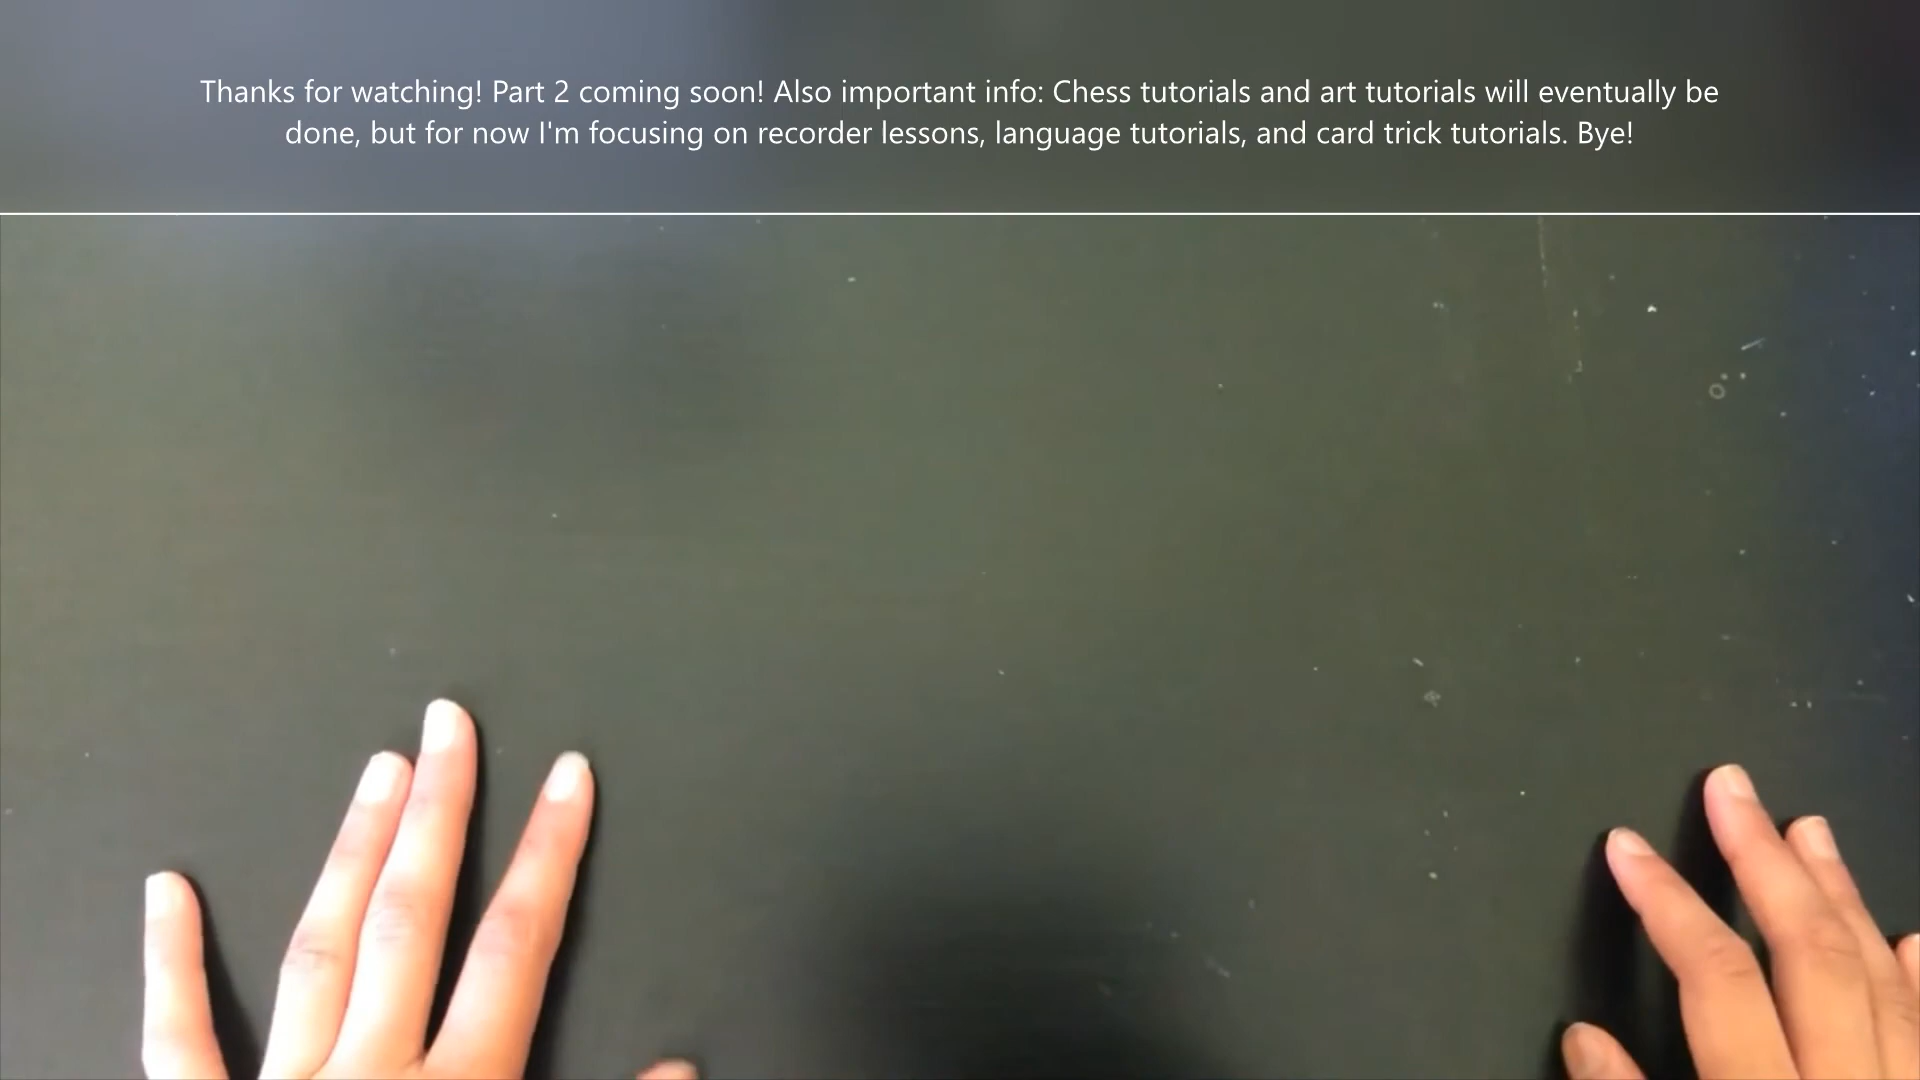 Thanks for watching! Part 2 coming soon! Also important info: Chess tutorials and art tutorials will eventually be
done, but for now I'm focusing on recorder lessons, language tutorials, and card trick tutorials. Bye!